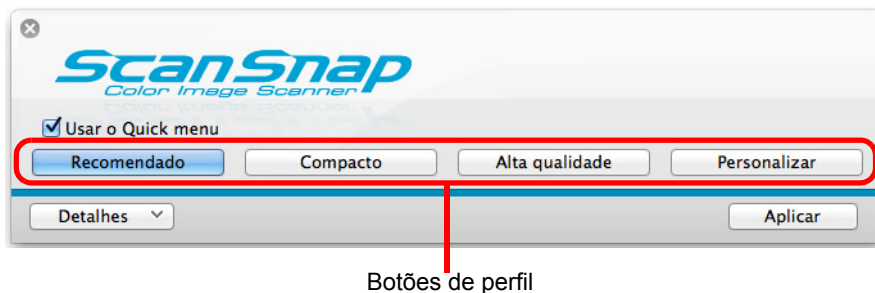 ScanSnap
Color Image Scanner
Usar o Quick menu
Recomendado Compacto Alta qualidade Personalizar
Detalhes Aplicar
Botões de perfil